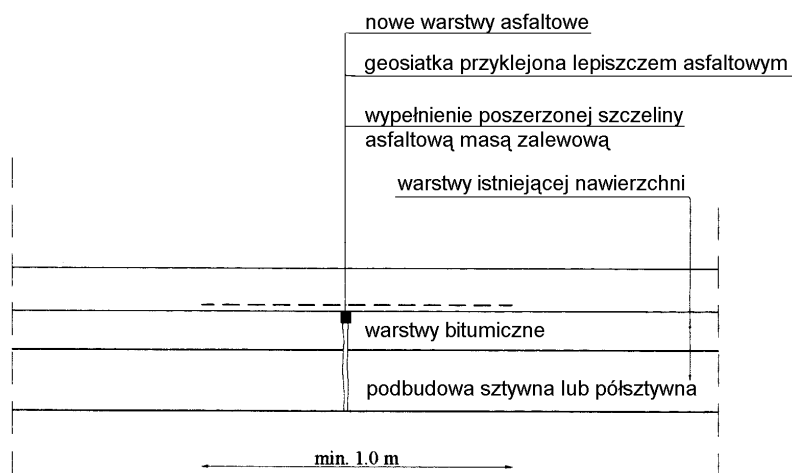 nowe warstwy asfaltowe
geosiatka przyklejona lepiszczem asfaltowym
wypełnienie poszerzonej szczeliny
asfaltową masą zalewową
warstwy istniejącej nawierzchni
warstwy bitumiczne
podbudowa sztywna lub półsztywna
min. 1.0 m